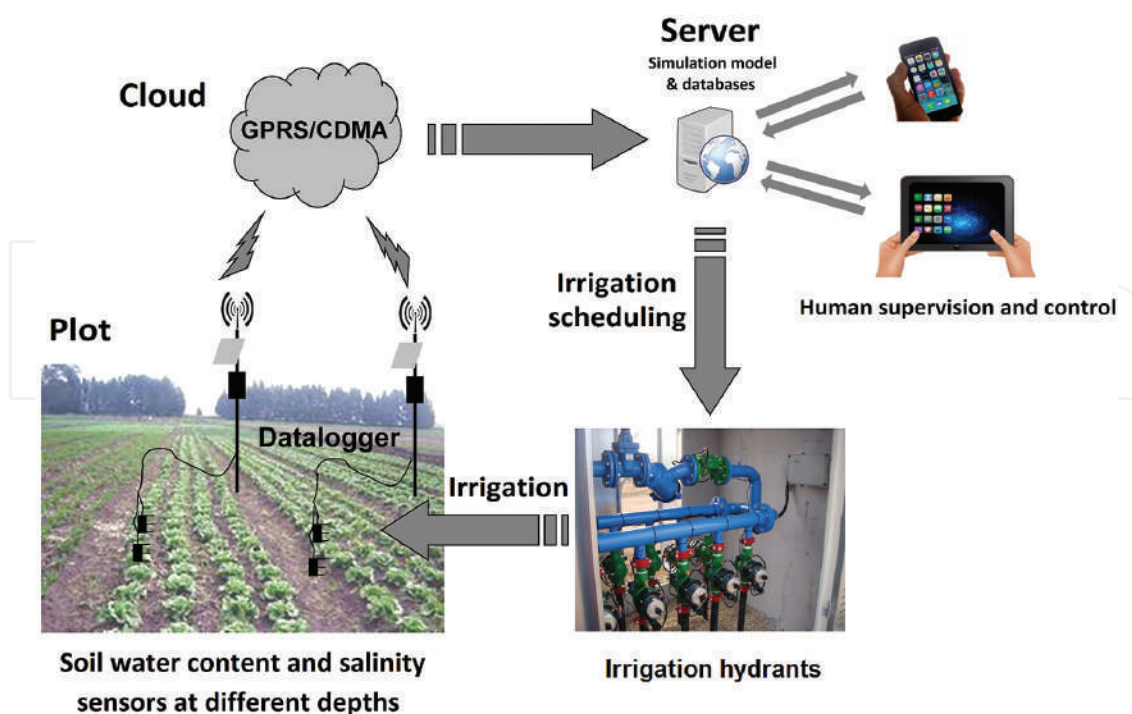 Server
Simulation model
& databases
Cloud
GPRS/CDMA
Irrigation
scheduling
Human supervision and control
Plot
Datalogger
Irrigation
Soil water content and salinity
sensors at different depths
Irrigation hydrants